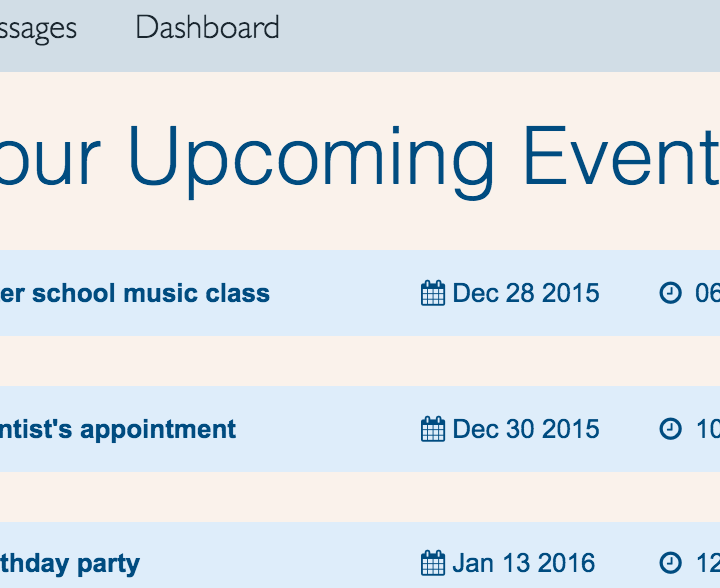 ssages Dashboard
our Upcoming Event
er school music class Dec 28 2015 06
ntist's appointment Dec 30 2015 10
thday party Jan 13 2016 12